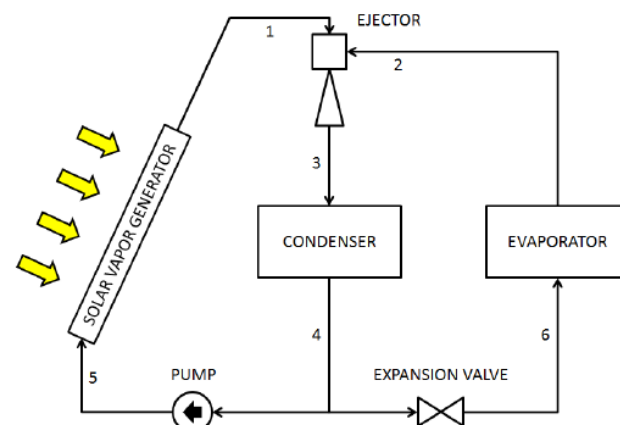 EJECTOR
1
2
SOLAR VAPOR GENERATOR
3
CONDENSER
EVAPORATOR
4
6
5
PUMP
EXPANSION VALVE